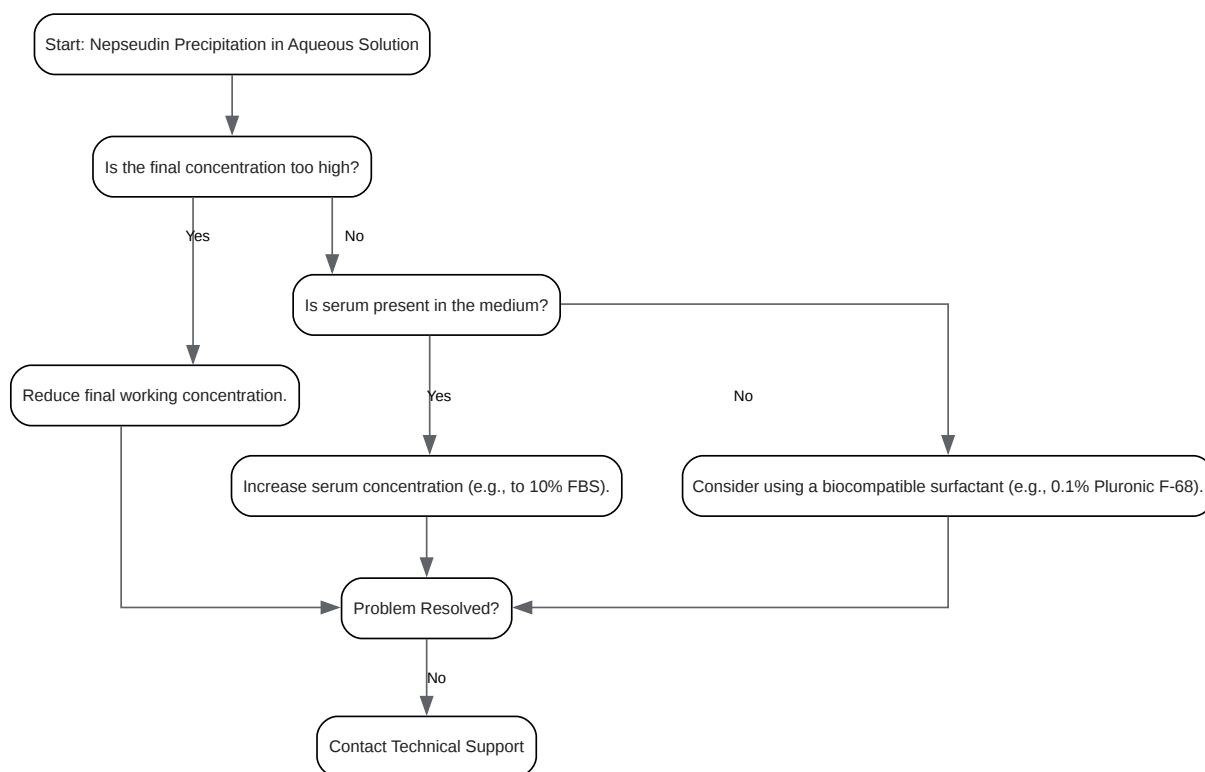 Start: Nepseudin Precipitation in Aqueous Solution
Is the final concentration too high?
Yes
No
Is serum present in the medium?
Reduce final working concentration.
Yes
No
Increase serum concentration (e.g., to 10% FBS).
Consider using a biocompatible surfactant (e.g., 0.1% Pluronic F-68).
Problem Resolved?
No
Contact Technical Support